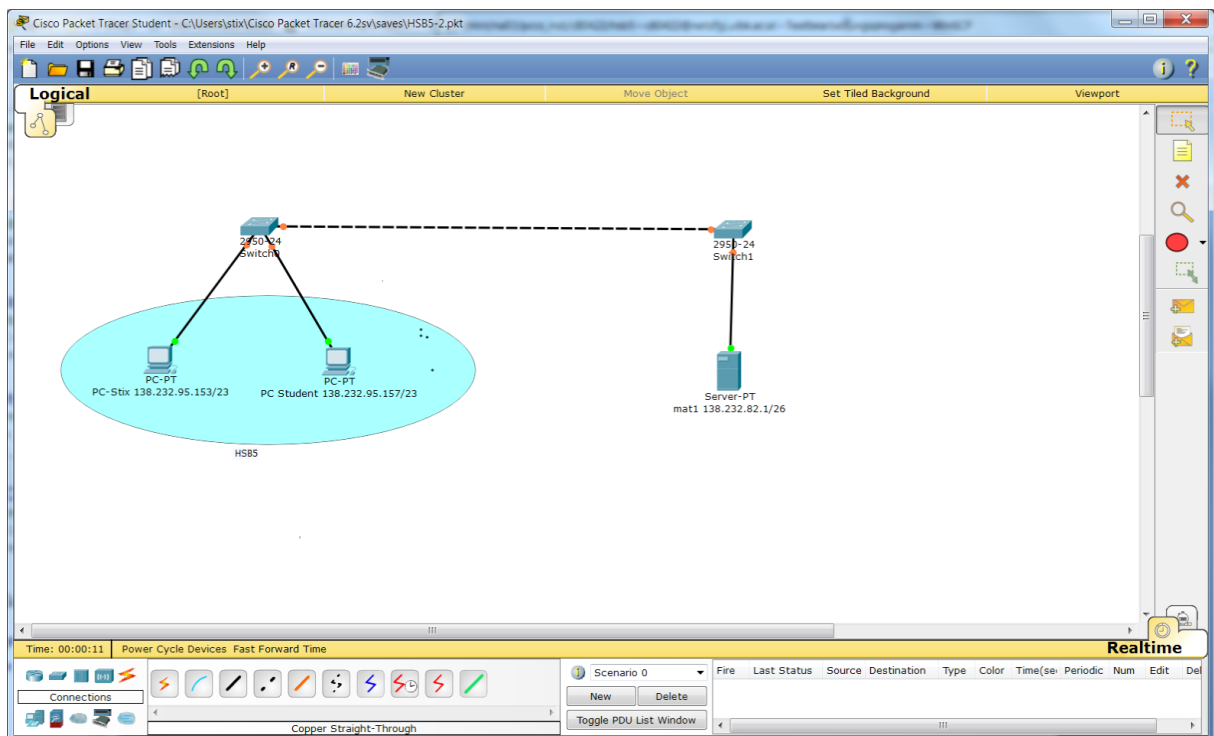 Cisco Packet Tracer Student - C:\Users\stix\Cisco Packet Tracer 6.2sv\saves\HSB5-2.pkt
File Edit Options View Tools Extensions Help
Logical [Root] New Cluster Move Object Set Tiled Background Viewport
2950-24
Switch0
2950-24
Switch1
PC-PT
PC-Stix 138.232.95.153/23
PC-PT
PC Student 138.232.95.157/23
Server-PT
mat1 138.232.82.1/26
HSB5
Time: 00:00:11 Power Cycle Devices Fast Forward Time Realtime
Connections
Copper Straight-Through
Scenario 0
New Delete
Toggle PDU List Window
Fire Last Status Source Destination Type Color Time(se Periodic Num Edit Del